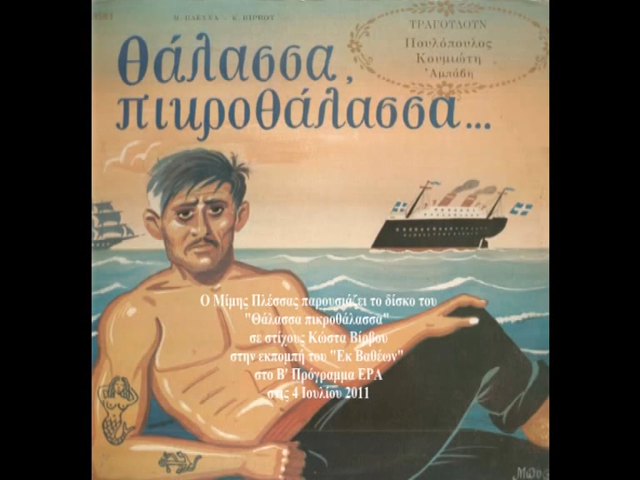 Μ. ΠΛΕΣΣΑ - Κ. ΒΙΡΒΟΥ
ΤΡΑΓΟΥΔΟΥΝ
Πουλόπουλος
Κουμιώτη
Ἀμπάβη
θάλασσα,
πικροθάλασσα...
Ο Μίμης Πλέσσας παρουσιάζει το δίσκο του
"Θάλασσα πικροθάλασσα"
σε στίχους Κώστα Βίρβου
στην εκπομπή του "Εκ Βαθέων"
στο Β' Πρόγραμμα ΕΡΑ
στις 4 Ιουλίου 2011